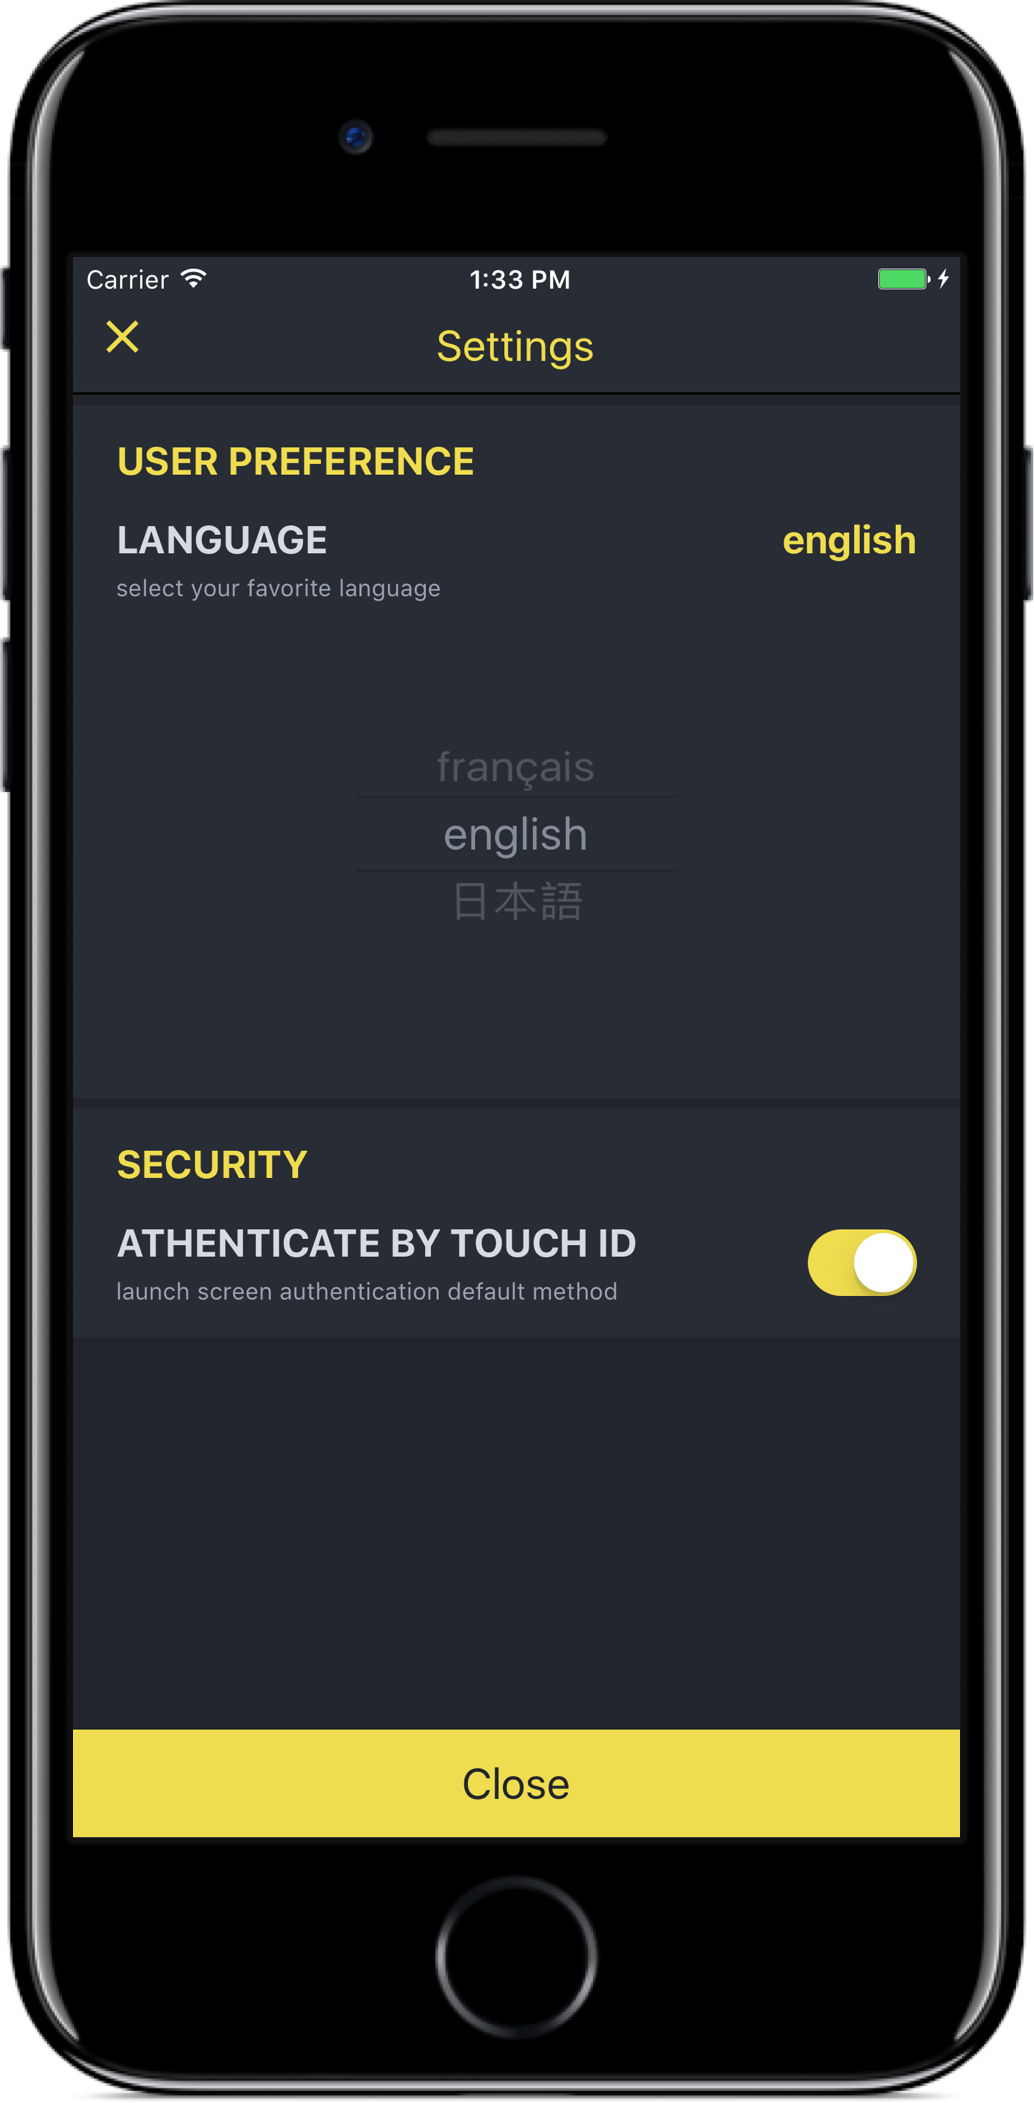 Carrier 1:33 PM
Settings
USER PREFERENCE
LANGUAGE english
select your favorite language
français
english
日本語
SECURITY
ATHENTICATE BY TOUCH ID
launch screen authentication default method
Close